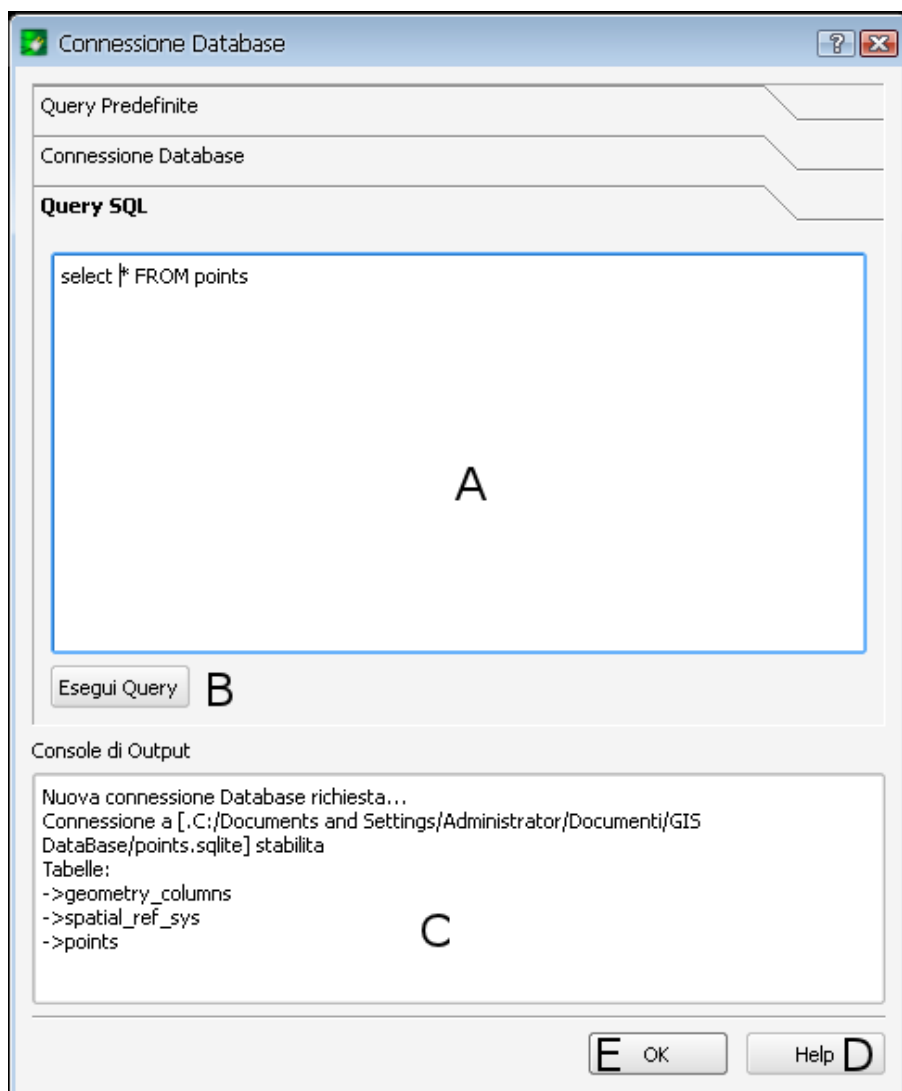 Connessione Database
Query Predefinite
Connessione Database
Query SQL
select * FROM points
A
Esegui Query B
Console di Output
Nuova connessione Database richiesta...
Connessione a [.C:/Documents and Settings/Administrator/Documenti/GIS
DataBase/points.sqlite] stabilita
Tabelle:
->geometry_columns
->spatial_ref_sys
->points
C
E OK Help D